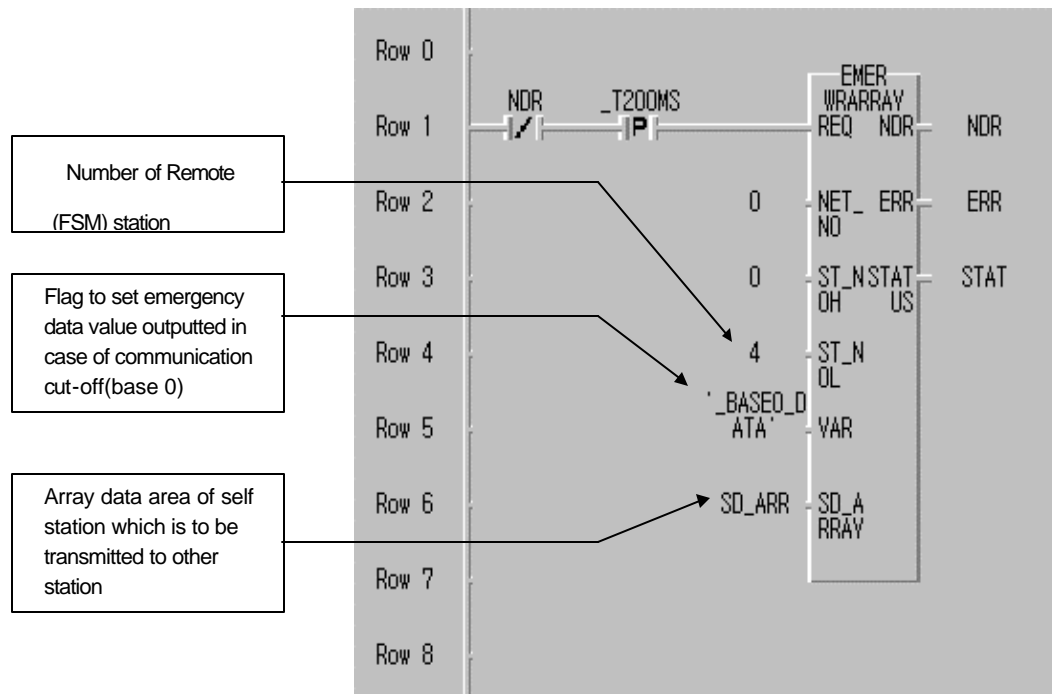 Row 0
EMER
NDR _T200MS WRARRAY
Row 1 REQ NDR NDR
Number of Remote
(FSM) station
Row 2 0 NET_ ERR ERR
NO
Row 3 0 ST_N STAT STAT
OH US
Flag to set emergency
data value outputted in
case of communication
cut-off(base 0)
Row 4 4 ST_N
OL
'_BASE0_D
Row 5 ATA' VAR
Array data area of self
station which is to be
transmitted to other
station
Row 6 SD_ARR SD_A
RRAY
Row 7
Row 8